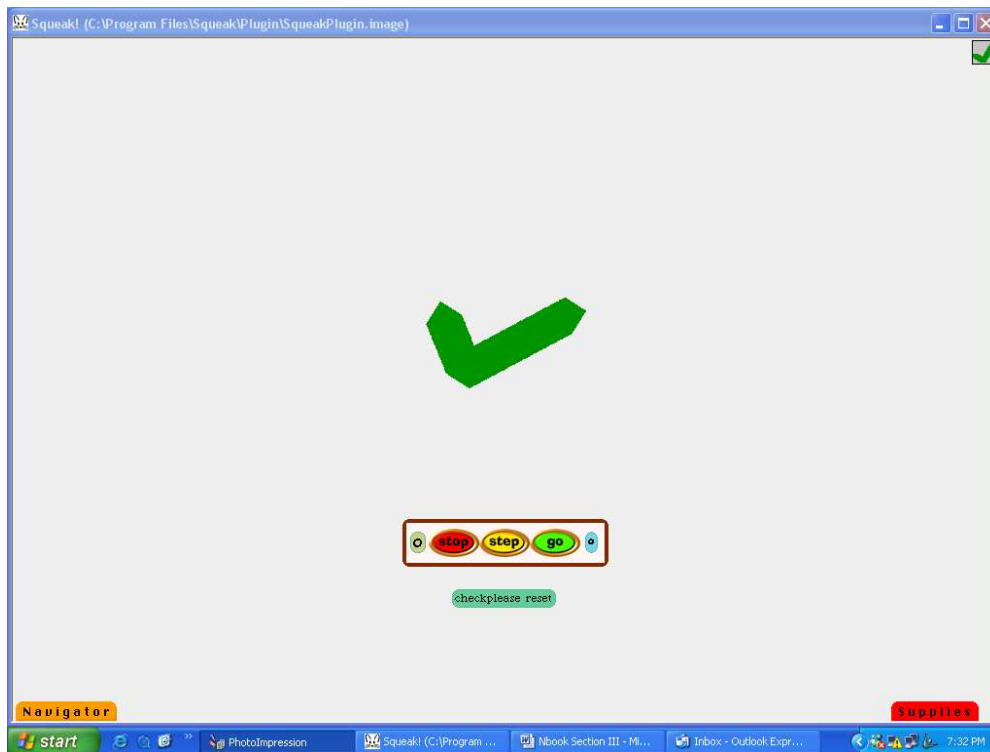 Squeak! (C:\Program Files\Squeak\Plugin\SqueakPlugin.image)
stop step go
checkplease reset
Navigator
Supplies
start PhotoImpression Squeak! (C:\Program ... Nbook Section III - Mi... Inbox - Outlook Expr... 7:32 PM